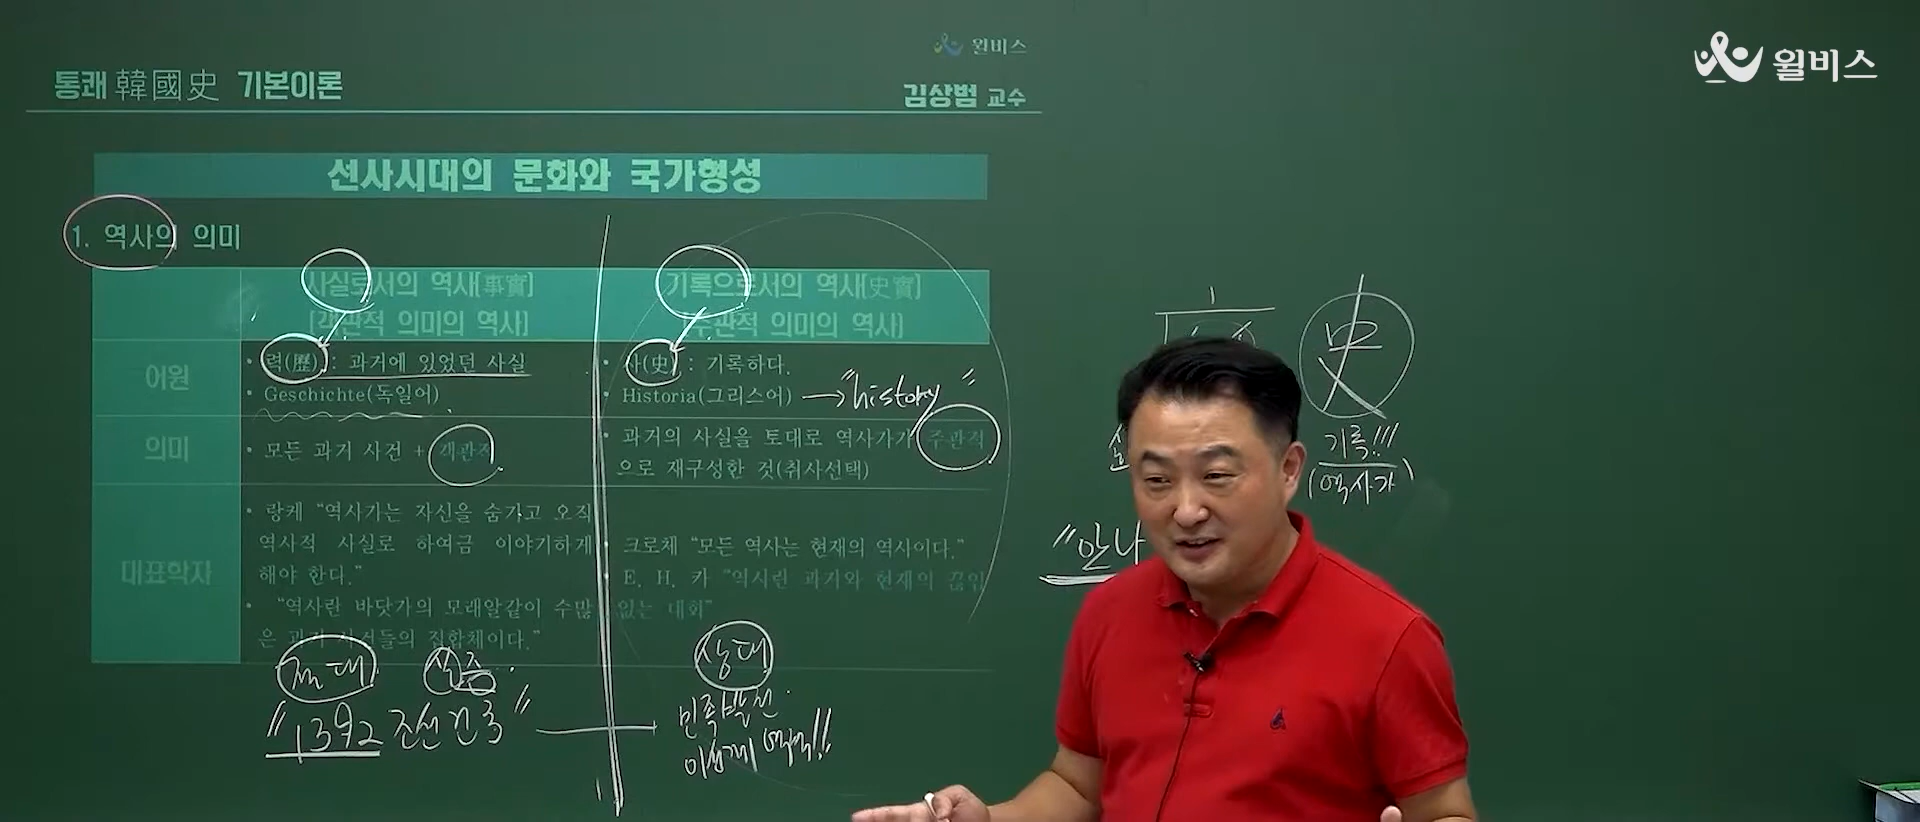 윌비스
윌비스
통쾌 韓國史 기본이론
김상범 교수
선사시대의 문화와 국가형성
1. 역사의 의미
사실로서의 역사[事實]
[객관적 의미의 역사]
기록으로서의 역사[史實]
[주관적 의미의 역사]
어원
• 력(歷) : 과거에 있었던 사실
• Geschichte(독일어)
• 사(史) : 기록하다.
• Historia(그리스어) → "history"
의미
• 모든 과거 사건 + 객관적
• 과거의 사실을 토대로 역사가가 주관적
으로 재구성한 것(취사선택)
대표학자
• 랑케 “역사가는 자신을 숨기고 오직
역사적 사실로 하여금 이야기하게
해야 한다.”
• “역사란 바닷가의 모래알같이 수많
은 과거 사건들의 집합체이다.”
• 크로체 “모든 역사는 현재의 역사이다.”
• E. H. 카 “역사란 과거와 현재의 끊임
없는 대화”
절대 실증
"1392 조선건국"
상대
민족발전
이성계 역적!!
史
기록!!!
(역사가)
"만나